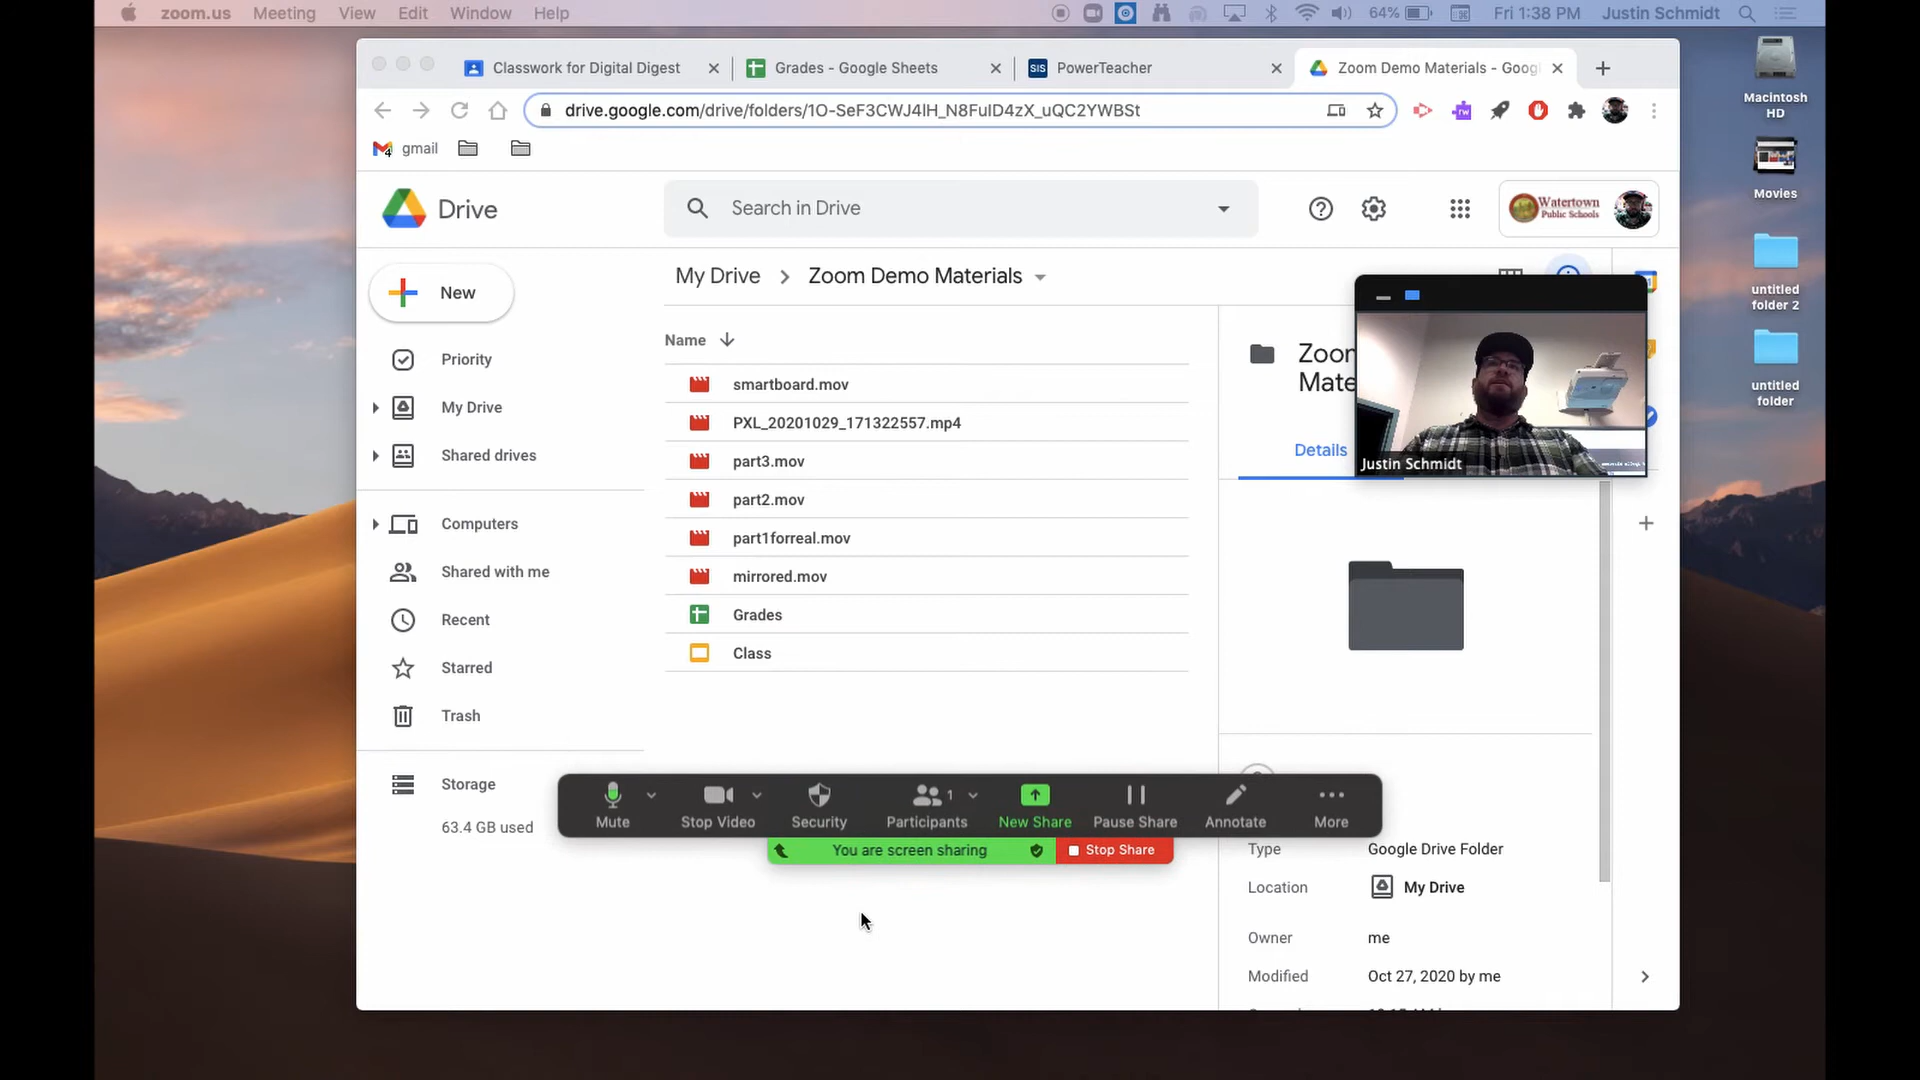 zoom.us Meeting View Edit Window Help 64% Fri 1:38 PM Justin Schmidt
Classwork for Digital Digest Grades - Google Sheets SIS PowerTeacher Zoom Demo Materials - Goog
drive.google.com/drive/folders/1O-SeF3CWJ4lH_N8FulD4zX_uQC2YWBSt
4 gmail
Drive
Search in Drive
Watertown
Public Schools
My Drive > Zoom Demo Materials
New
Priority
My Drive
Shared drives
Computers
Shared with me
Recent
Starred
Trash
Storage
63.4 GB used
Name
smartboard.mov
PXL_20201029_171322557.mp4
part3.mov
part2.mov
part1forreal.mov
mirrored.mov
Grades
Class
Zoom
Mate
Details
Justin Schmidt
Mute Stop Video Security Participants 1 New Share Pause Share Annotate More
You are screen sharing Stop Share
Type Google Drive Folder
Location My Drive
Owner me
Modified Oct 27, 2020 by me
Macintosh
HD
Movies
untitled
folder 2
untitled
folder